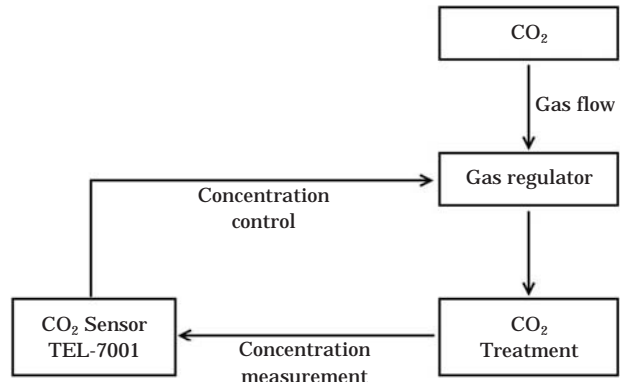 CO₂
Gas flow
Gas regulator
Concentration
control
CO₂ Sensor
TEL-7001
Concentration
measurement
CO₂
Treatment